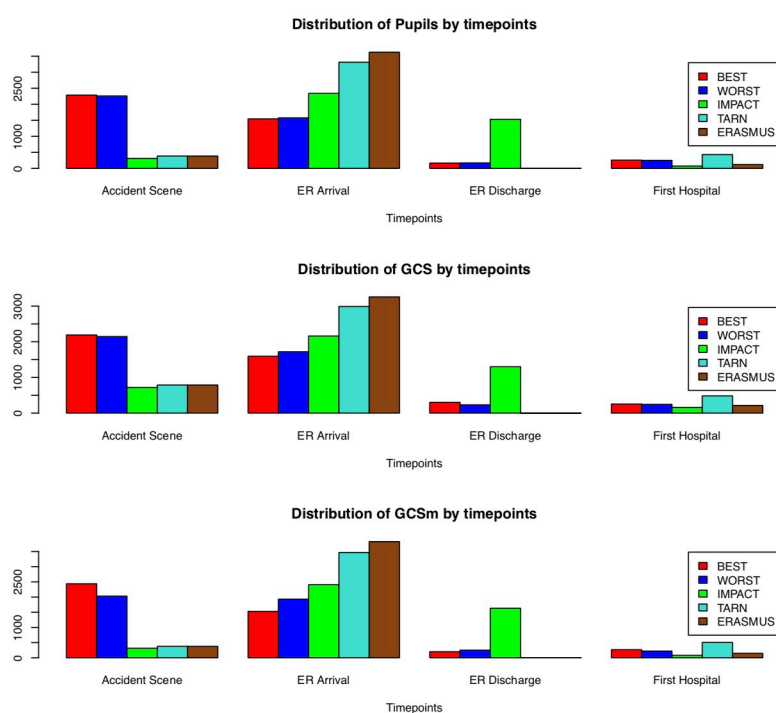 Distribution of Pupils by timepoints
2500
1000
0
BEST
WORST
IMPACT
TARN
ERASMUS
Accident Scene ER Arrival ER Discharge First Hospital
Timepoints
Distribution of GCS by timepoints
3000
2000
1000
0
BEST
WORST
IMPACT
TARN
ERASMUS
Accident Scene ER Arrival ER Discharge First Hospital
Timepoints
Distribution of GCSm by timepoints
2500
1000
0
BEST
WORST
IMPACT
TARN
ERASMUS
Accident Scene ER Arrival ER Discharge First Hospital
Timepoints